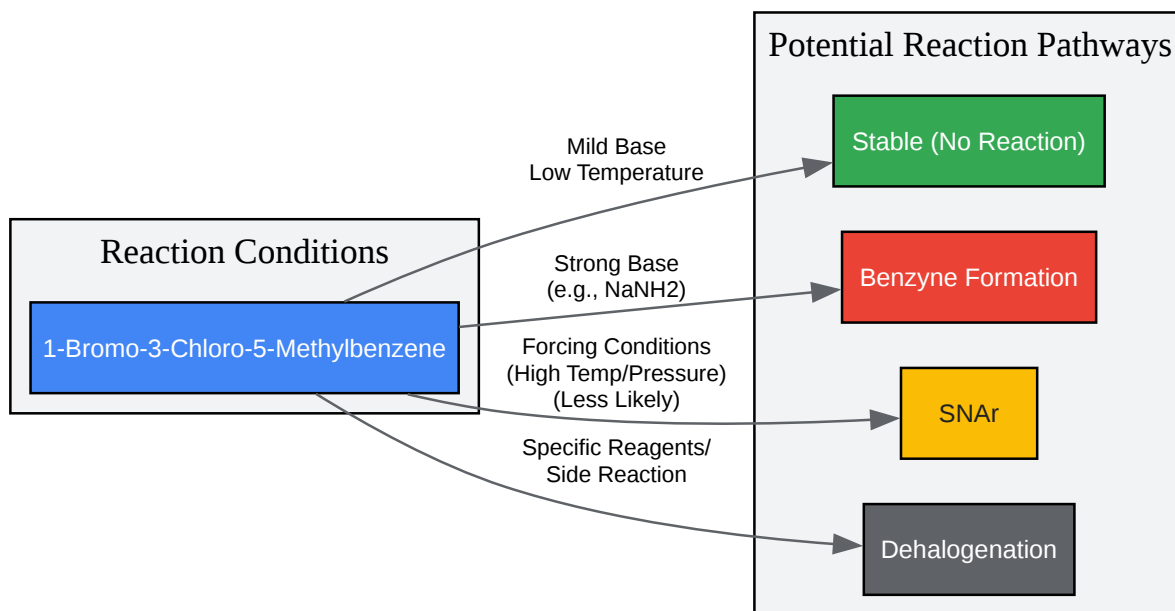 Potential Reaction Pathways
Stable (No Reaction)
Mild Base
Low Temperature
Reaction Conditions
1-Bromo-3-Chloro-5-Methylbenzene
Strong Base
(e.g., NaNH2)
Benzyne Formation
Forcing Conditions
(High Temp/Pressure)
(Less Likely)
SNAr
Specific Reagents/
Side Reaction
Dehalogenation